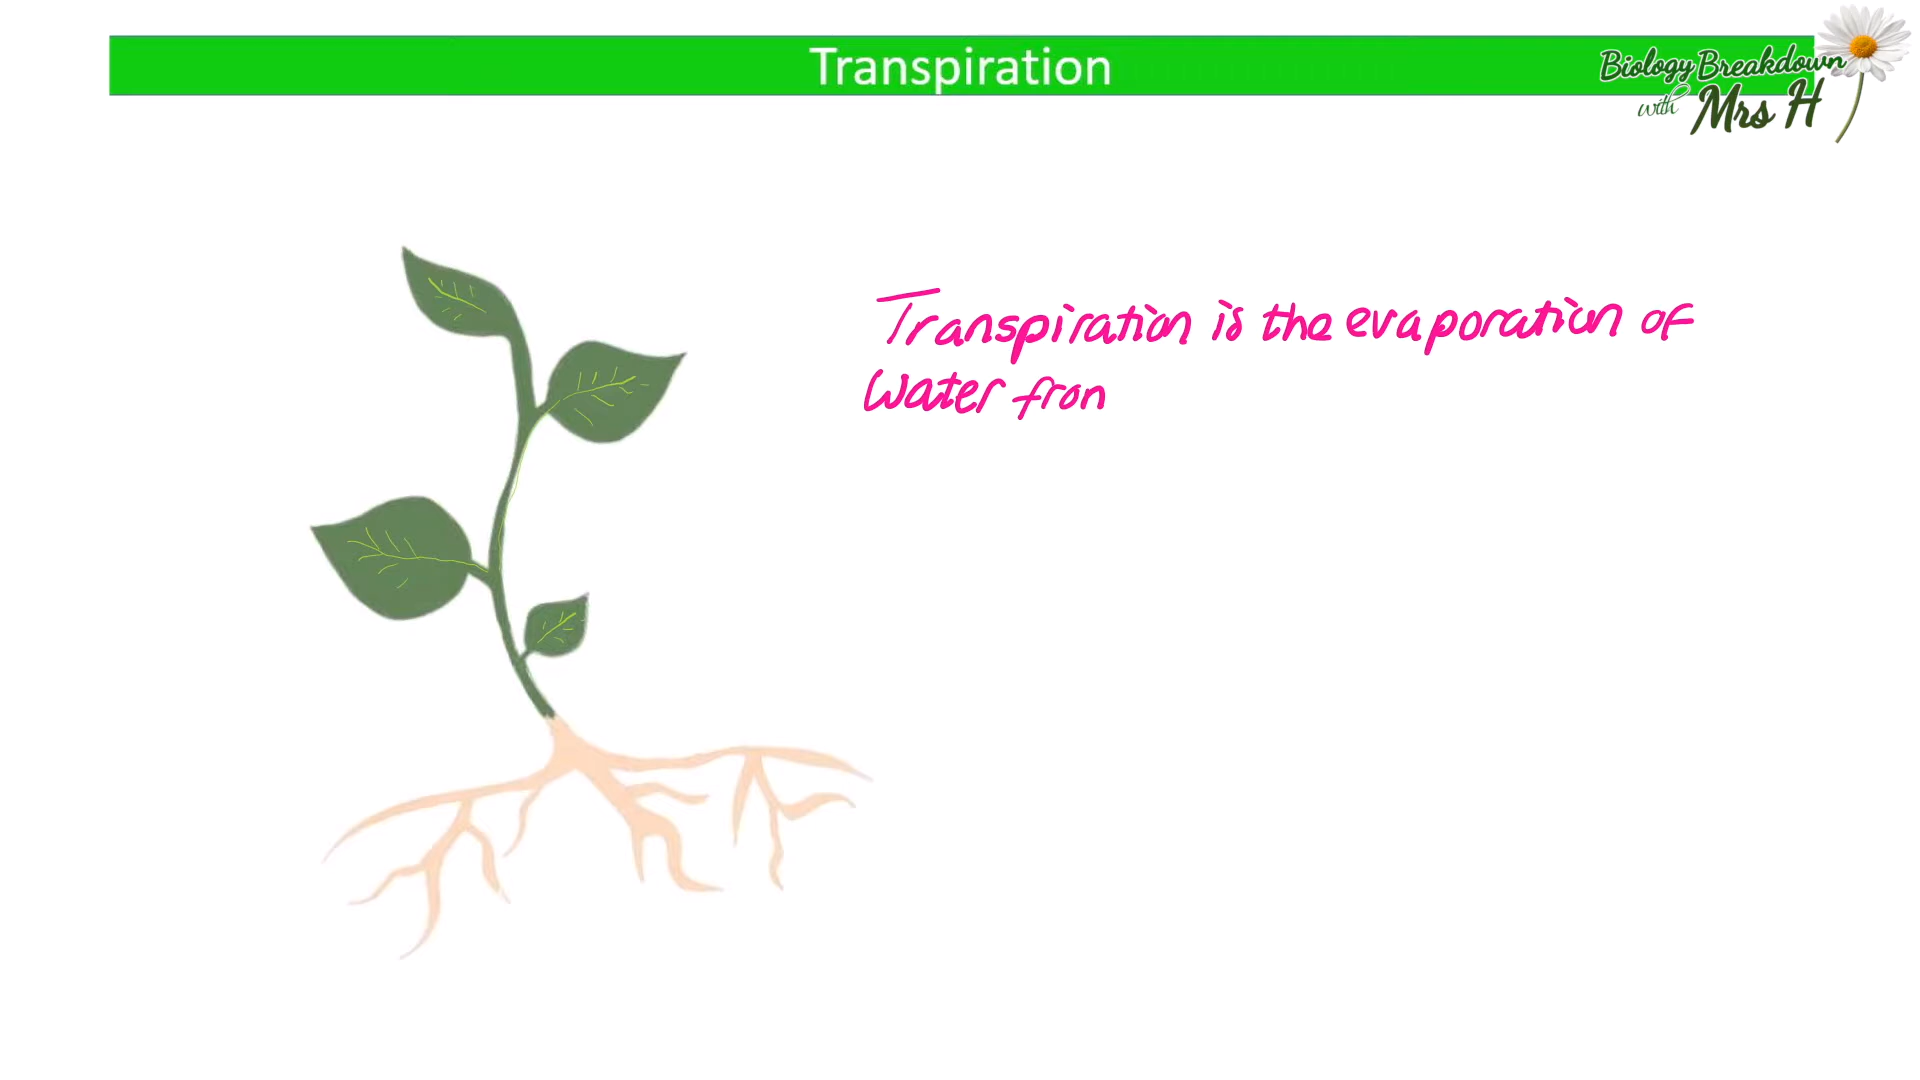 Transpiration
Biology Breakdown
with Mrs H
Transpiration is the evaporation of
water fron